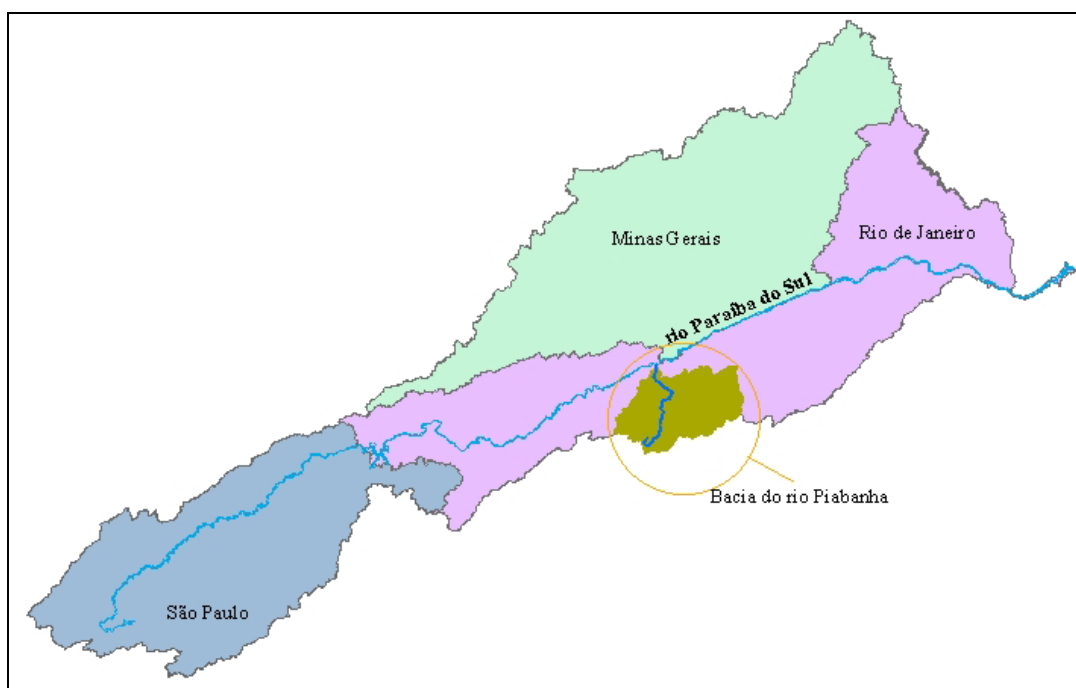 Minas Gerais
Rio de Janeiro
rio Paraíba do Sul
Bacia do rio Piabanha
São Paulo